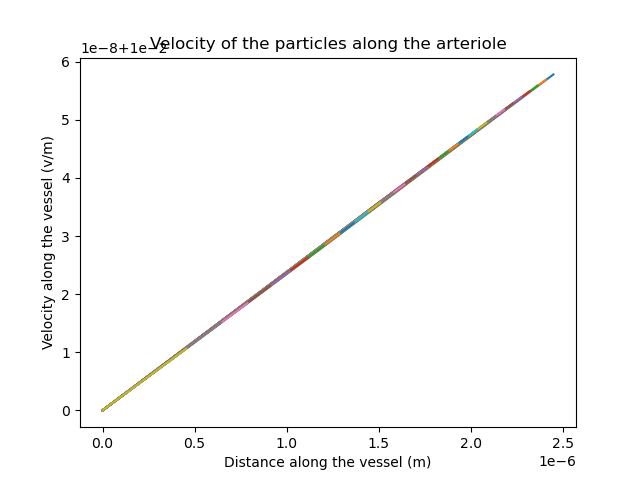 Velocity of the particles along the arteriole
1e−8+1e−2
6
5
4
3
2
1
0
Velocity along the vessel (v/m)
0.0 0.5 1.0 1.5 2.0 2.5
Distance along the vessel (m)
1e−6